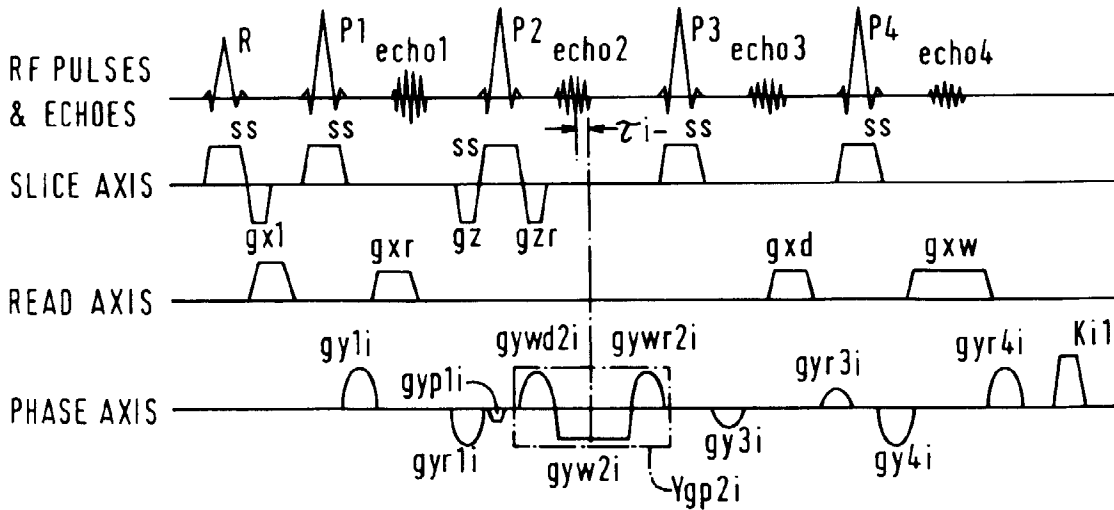 R P1 echo1 P2 echo2 P3 echo3 P4 echo4
RF PULSES
& ECHOES
τi
ss ss ss ss ss
SLICE AXIS
gx1 gz gzr
gxr gxd gxw
READ AXIS
gy1i gywd2i gywr2i gyr3i gyr4i Ki1
gyp1i
PHASE AXIS
gyr1i gyw2i gy3i gy4i
Ygp2i